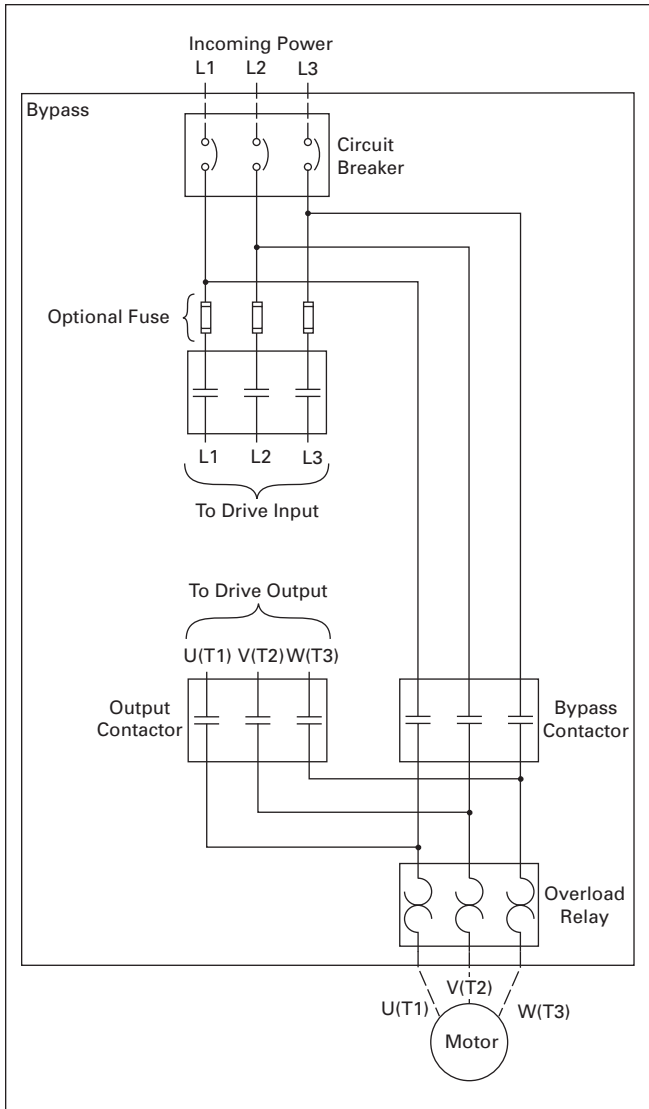 Incoming Power
L1 L2 L3
Bypass
Circuit
Breaker
Optional Fuse
L1 L2 L3
To Drive Input
To Drive Output
U(T1) V(T2) W(T3)
Output
Contactor
Bypass
Contactor
Overload
Relay
V(T2)
U(T1) W(T3)
Motor